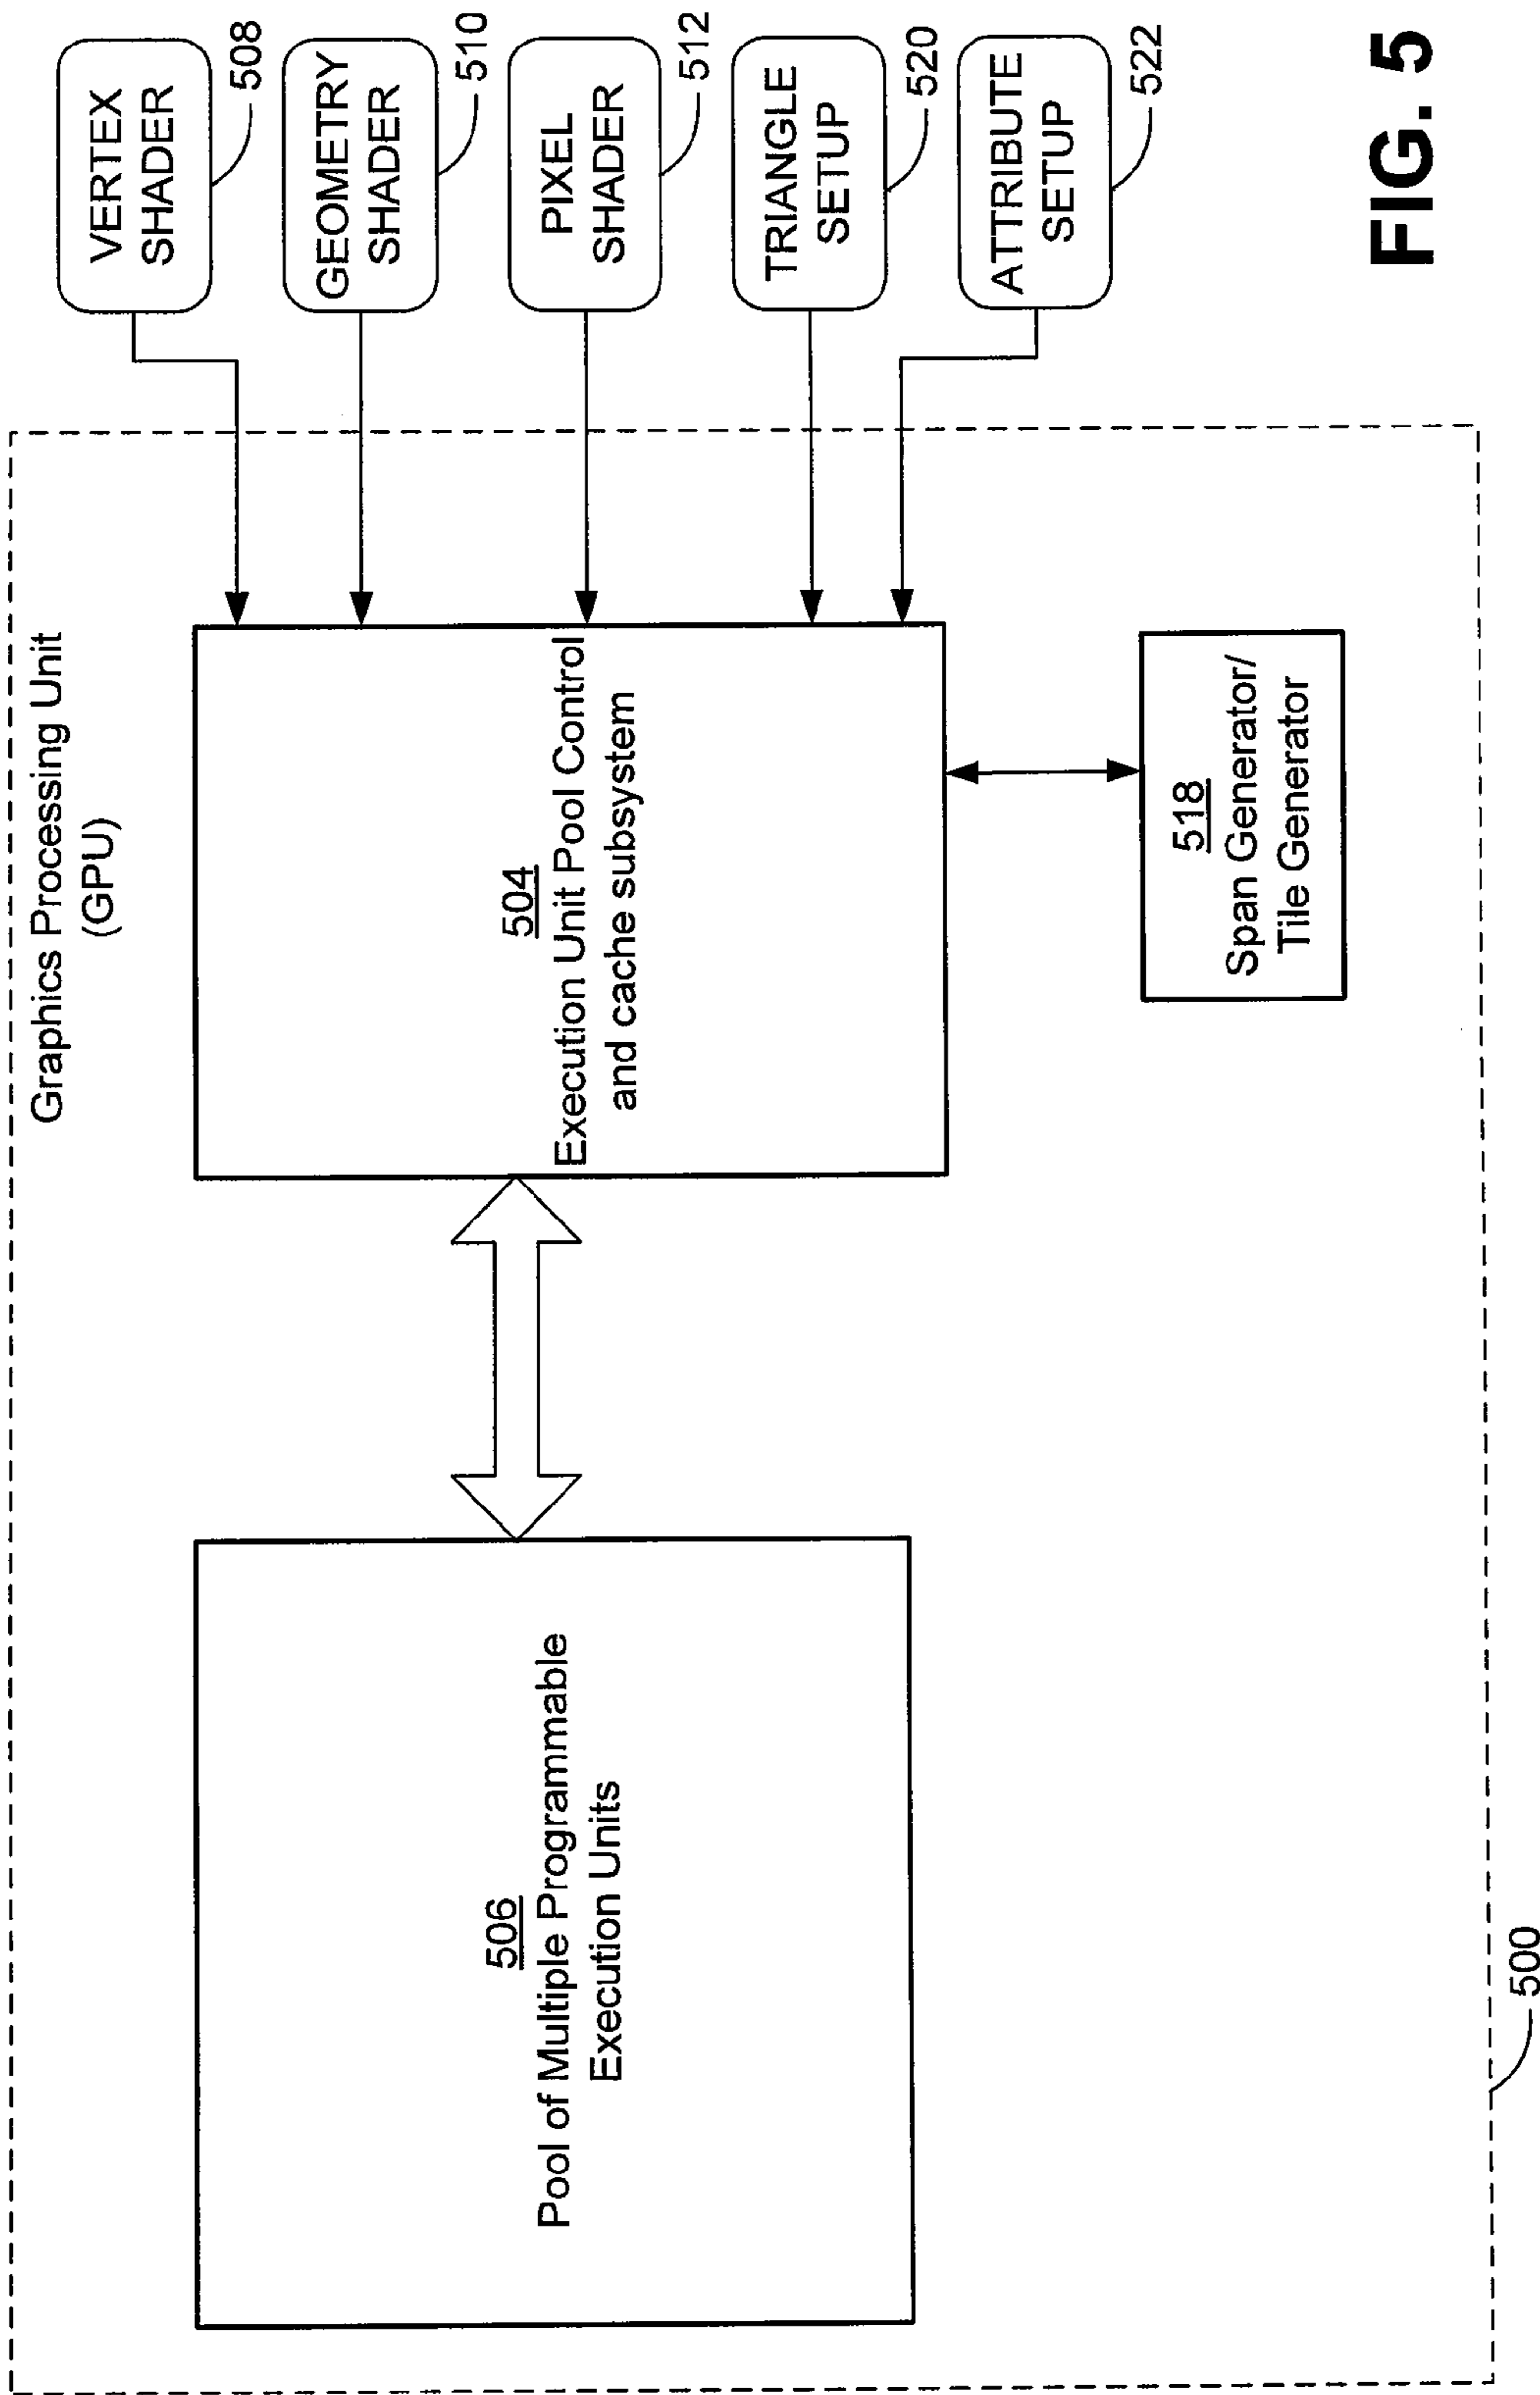 Graphics Processing Unit
(GPU)
506
Pool of Multiple Programmable
Execution Units
504
Execution Unit Pool Control
and cache subsystem
518
Span Generator/
Tile Generator
VERTEX
SHADER
508
GEOMETRY
SHADER
510
PIXEL
SHADER
512
TRIANGLE
SETUP
520
ATTRIBUTE
SETUP
522
500
FIG. 5